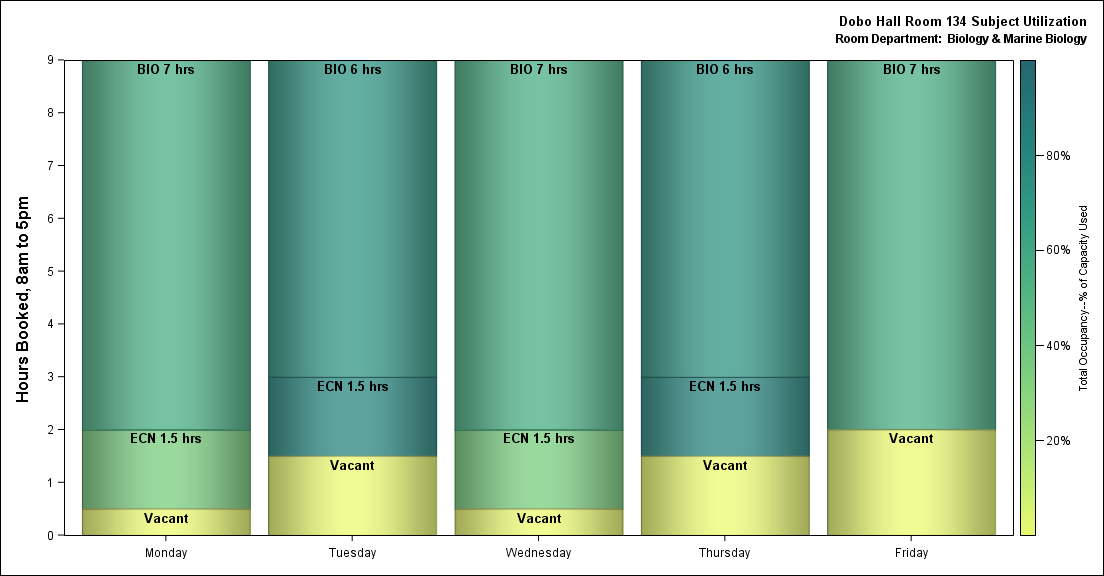 Dobo Hall Room 134 Subject Utilization
Room Department: Biology & Marine Biology
Hours Booked, 8am to 5pm
9
8
7
6
5
4
3
2
1
0
BIO 7 hrs
ECN 1.5 hrs
Vacant
BIO 6 hrs
ECN 1.5 hrs
Vacant
BIO 7 hrs
ECN 1.5 hrs
Vacant
BIO 6 hrs
ECN 1.5 hrs
Vacant
BIO 7 hrs
Vacant
Monday
Tuesday
Wednesday
Thursday
Friday
80%
60%
40%
20%
Total Occupancy--% of Capacity Used